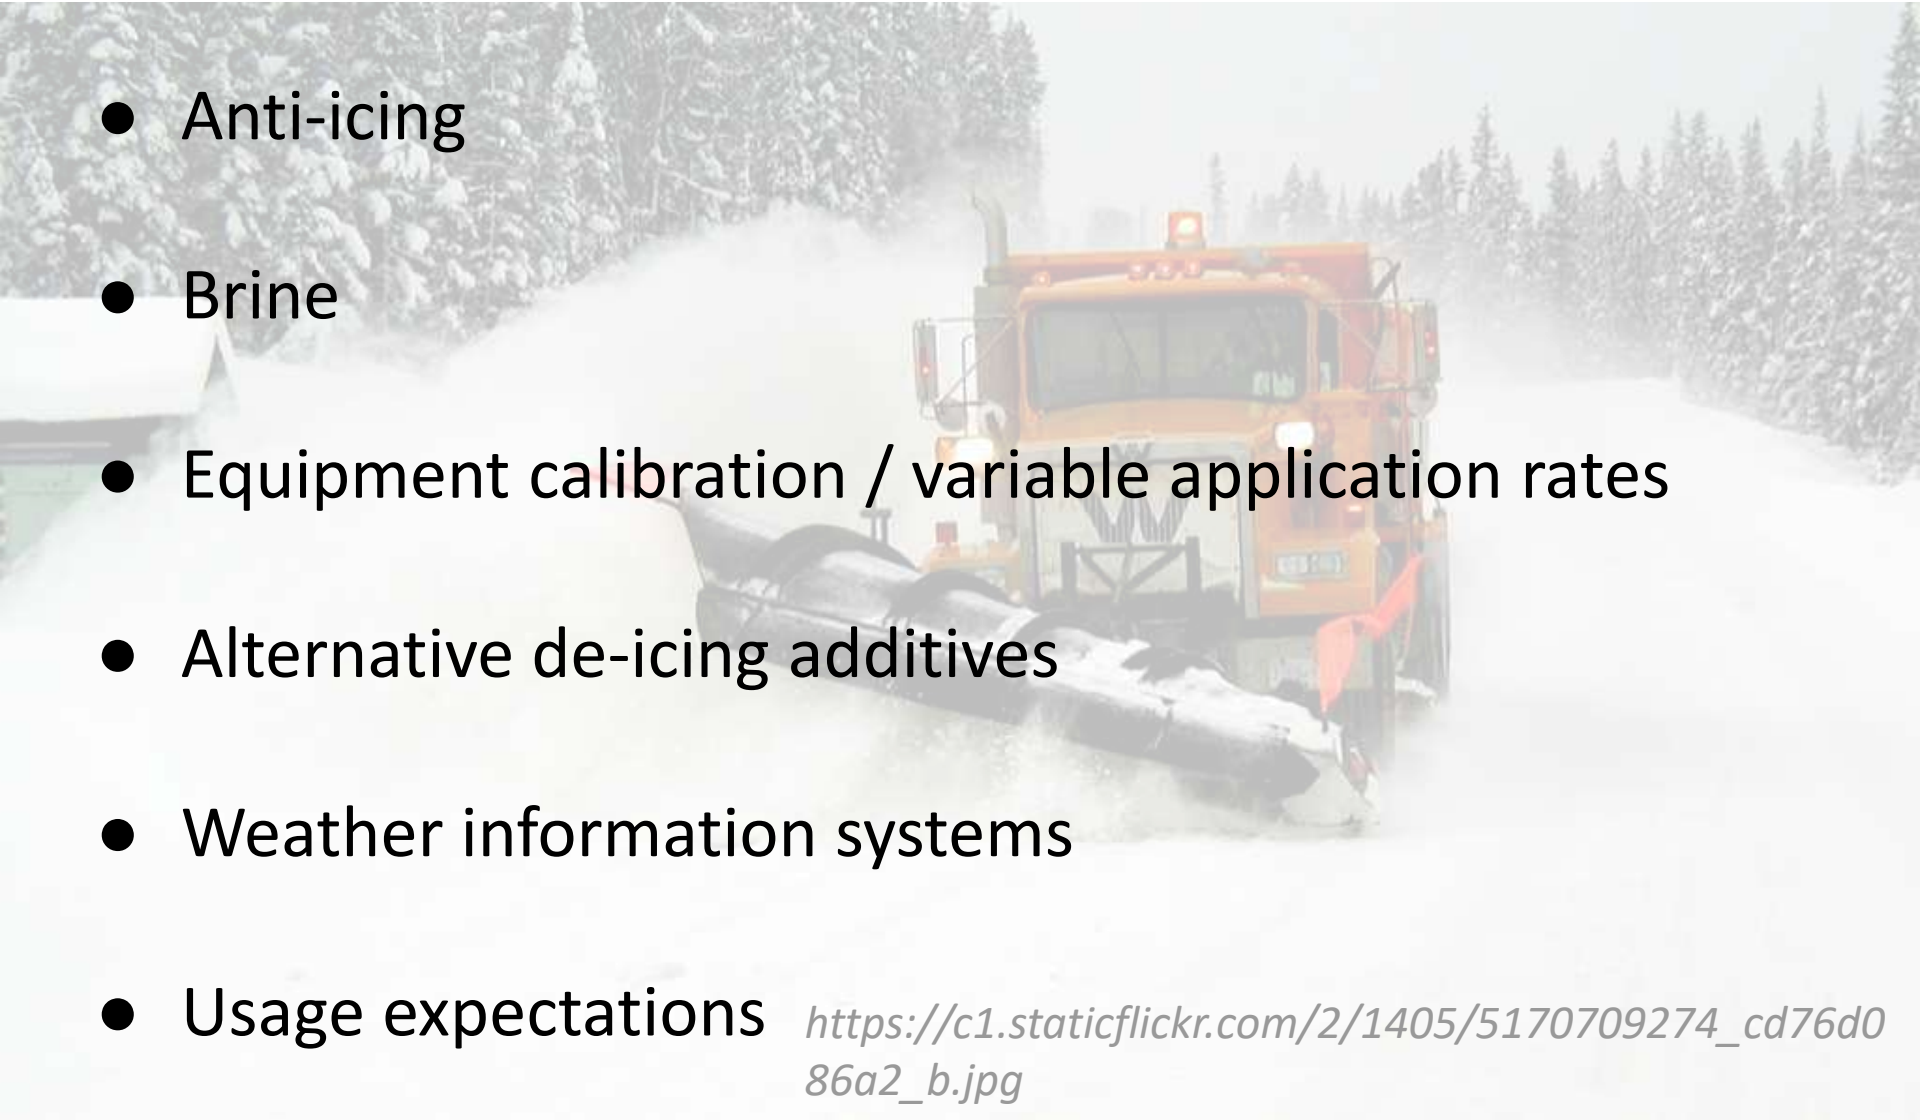 ● Anti-icing
● Brine
● Equipment calibration / variable application rates
● Alternative de-icing additives
● Weather information systems
● Usage expectations
https://c1.staticflickr.com/2/1405/5170709274_cd76d0
86a2_b.jpg